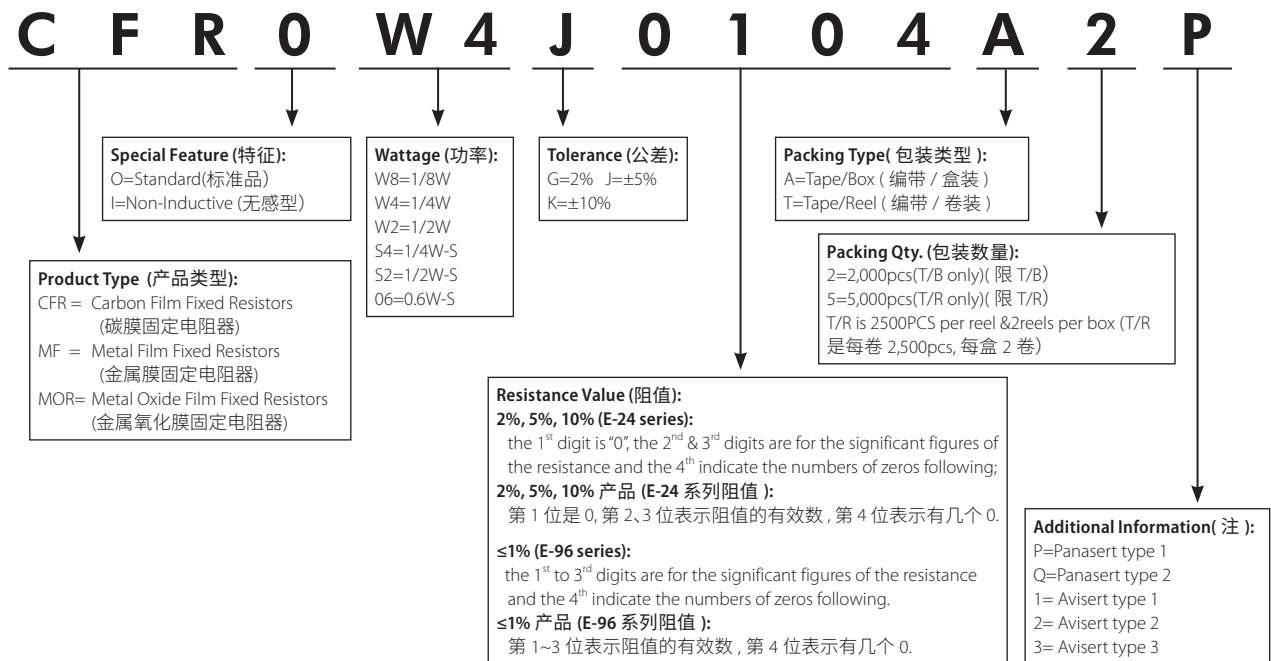 C F R 0 W 4 J 0 1 0 4 A 2 P
Special Feature (特征):
O=Standard(标准品)
I=Non-Inductive (无感型)
Wattage (功率):
W8=1/8W
W4=1/4W
W2=1/2W
S4=1/4W-S
S2=1/2W-S
06=0.6W-S
Tolerance (公差):
G=2% J=±5%
K=±10%
Packing Type( 包装类型 ):
A=Tape/Box ( 编带 / 盒装 )
T=Tape/Reel ( 编带 / 卷装 )
Packing Qty. (包装数量):
2=2,000pcs(T/B only)( 限 T/B)
5=5,000pcs(T/R only)( 限 T/R)
T/R is 2500PCS per reel &2reels per box (T/R
是每卷 2,500pcs, 每盒 2 卷)
Product Type (产品类型):
CFR = Carbon Film Fixed Resistors
(碳膜固定电阻器)
MF = Metal Film Fixed Resistors
(金属膜固定电阻器)
MOR= Metal Oxide Film Fixed Resistors
(金属氧化膜固定电阻器)
Resistance Value (阻值):
2%, 5%, 10% (E-24 series):
the 1st digit is “0”, the 2nd & 3rd digits are for the significant figures of
the resistance and the 4th indicate the numbers of zeros following;
2%, 5%, 10% 产品 (E-24 系列阻值 ):
第 1 位是 0, 第 2、3 位表示阻值的有效数 , 第 4 位表示有几个 0.
≤1% (E-96 series):
the 1st to 3rd digits are for the significant figures of the resistance
and the 4th indicate the numbers of zeros following.
≤1% 产品 (E-96 系列阻值 ):
第 1~3 位表示阻值的有效数 , 第 4 位表示有几个 0.
Additional Information( 注 ):
P=Panasert type 1
Q=Panasert type 2
1= Avisert type 1
2= Avisert type 2
3= Avisert type 3